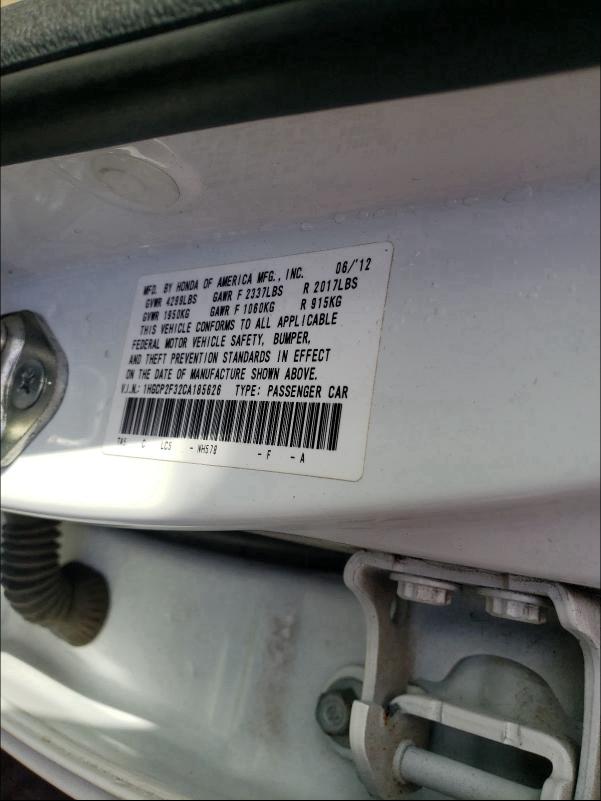 MFD. BY HONDA OF AMERICA MFG., INC. 06/'12
GVWR 4299LBS GAWR F 2337LBS R 2017LBS
GVWR 1950KG GAWR F 1060KG R 915KG
THIS VEHICLE CONFORMS TO ALL APPLICABLE
FEDERAL MOTOR VEHICLE SAFETY, BUMPER,
AND THEFT PREVENTION STANDARDS IN EFFECT
ON THE DATE OF MANUFACTURE SHOWN ABOVE.
V.I.N.: 1HGCP2F32CA185626 TYPE: PASSENGER CAR
C LC5 - NH578 - F - A